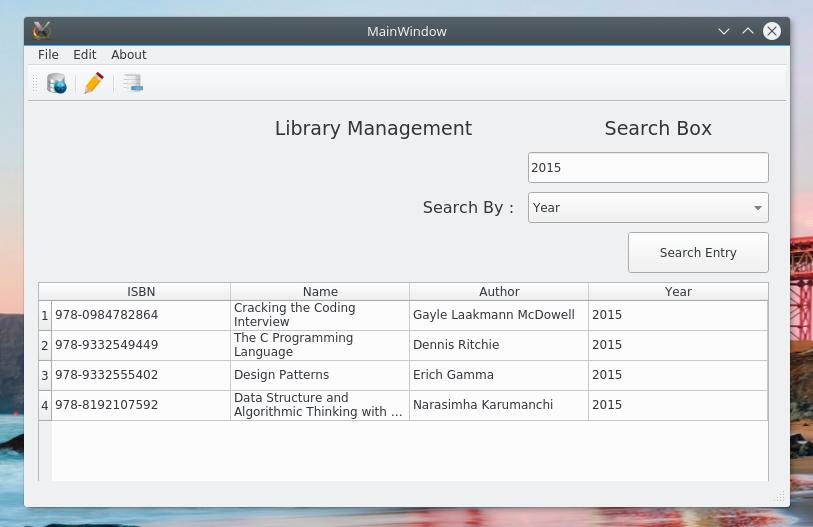 MainWindow
File Edit About
Library Management Search Box
2015
Search By : Year
Search Entry
ISBN Name Author Year
1 978-0984782864 Cracking the Coding Interview Gayle Laakmann McDowell 2015
2 978-9332549449 The C Programming Language Dennis Ritchie 2015
3 978-9332555402 Design Patterns Erich Gamma 2015
4 978-8192107592 Data Structure and Algorithmic Thinking with ... Narasimha Karumanchi 2015